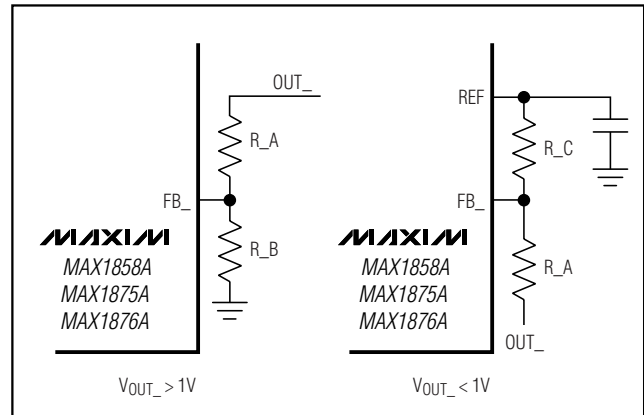 OUT_
R_A
FB_
R_B
MAXIM
MAX1858A
MAX1875A
MAX1876A
VOUT_ > 1V
REF
R_C
FB_
R_A
MAXIM
MAX1858A
MAX1875A
MAX1876A
OUT_
VOUT_ < 1V